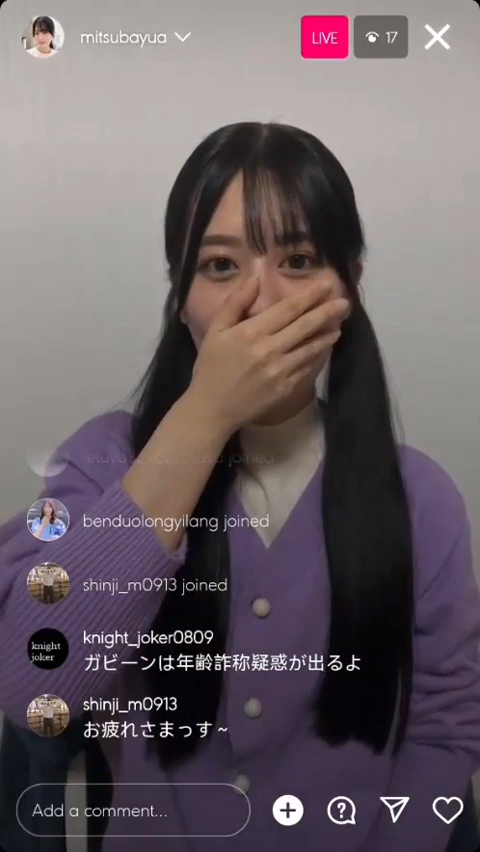 mitsubayua
LIVE
17
joined
benduolongyilang joined
shinji_m0913 joined
knight joker
knight_joker0809
ガビーンは年齢詐称疑惑が出るよ
shinji_m0913
お疲れさまっす~
Add a comment...